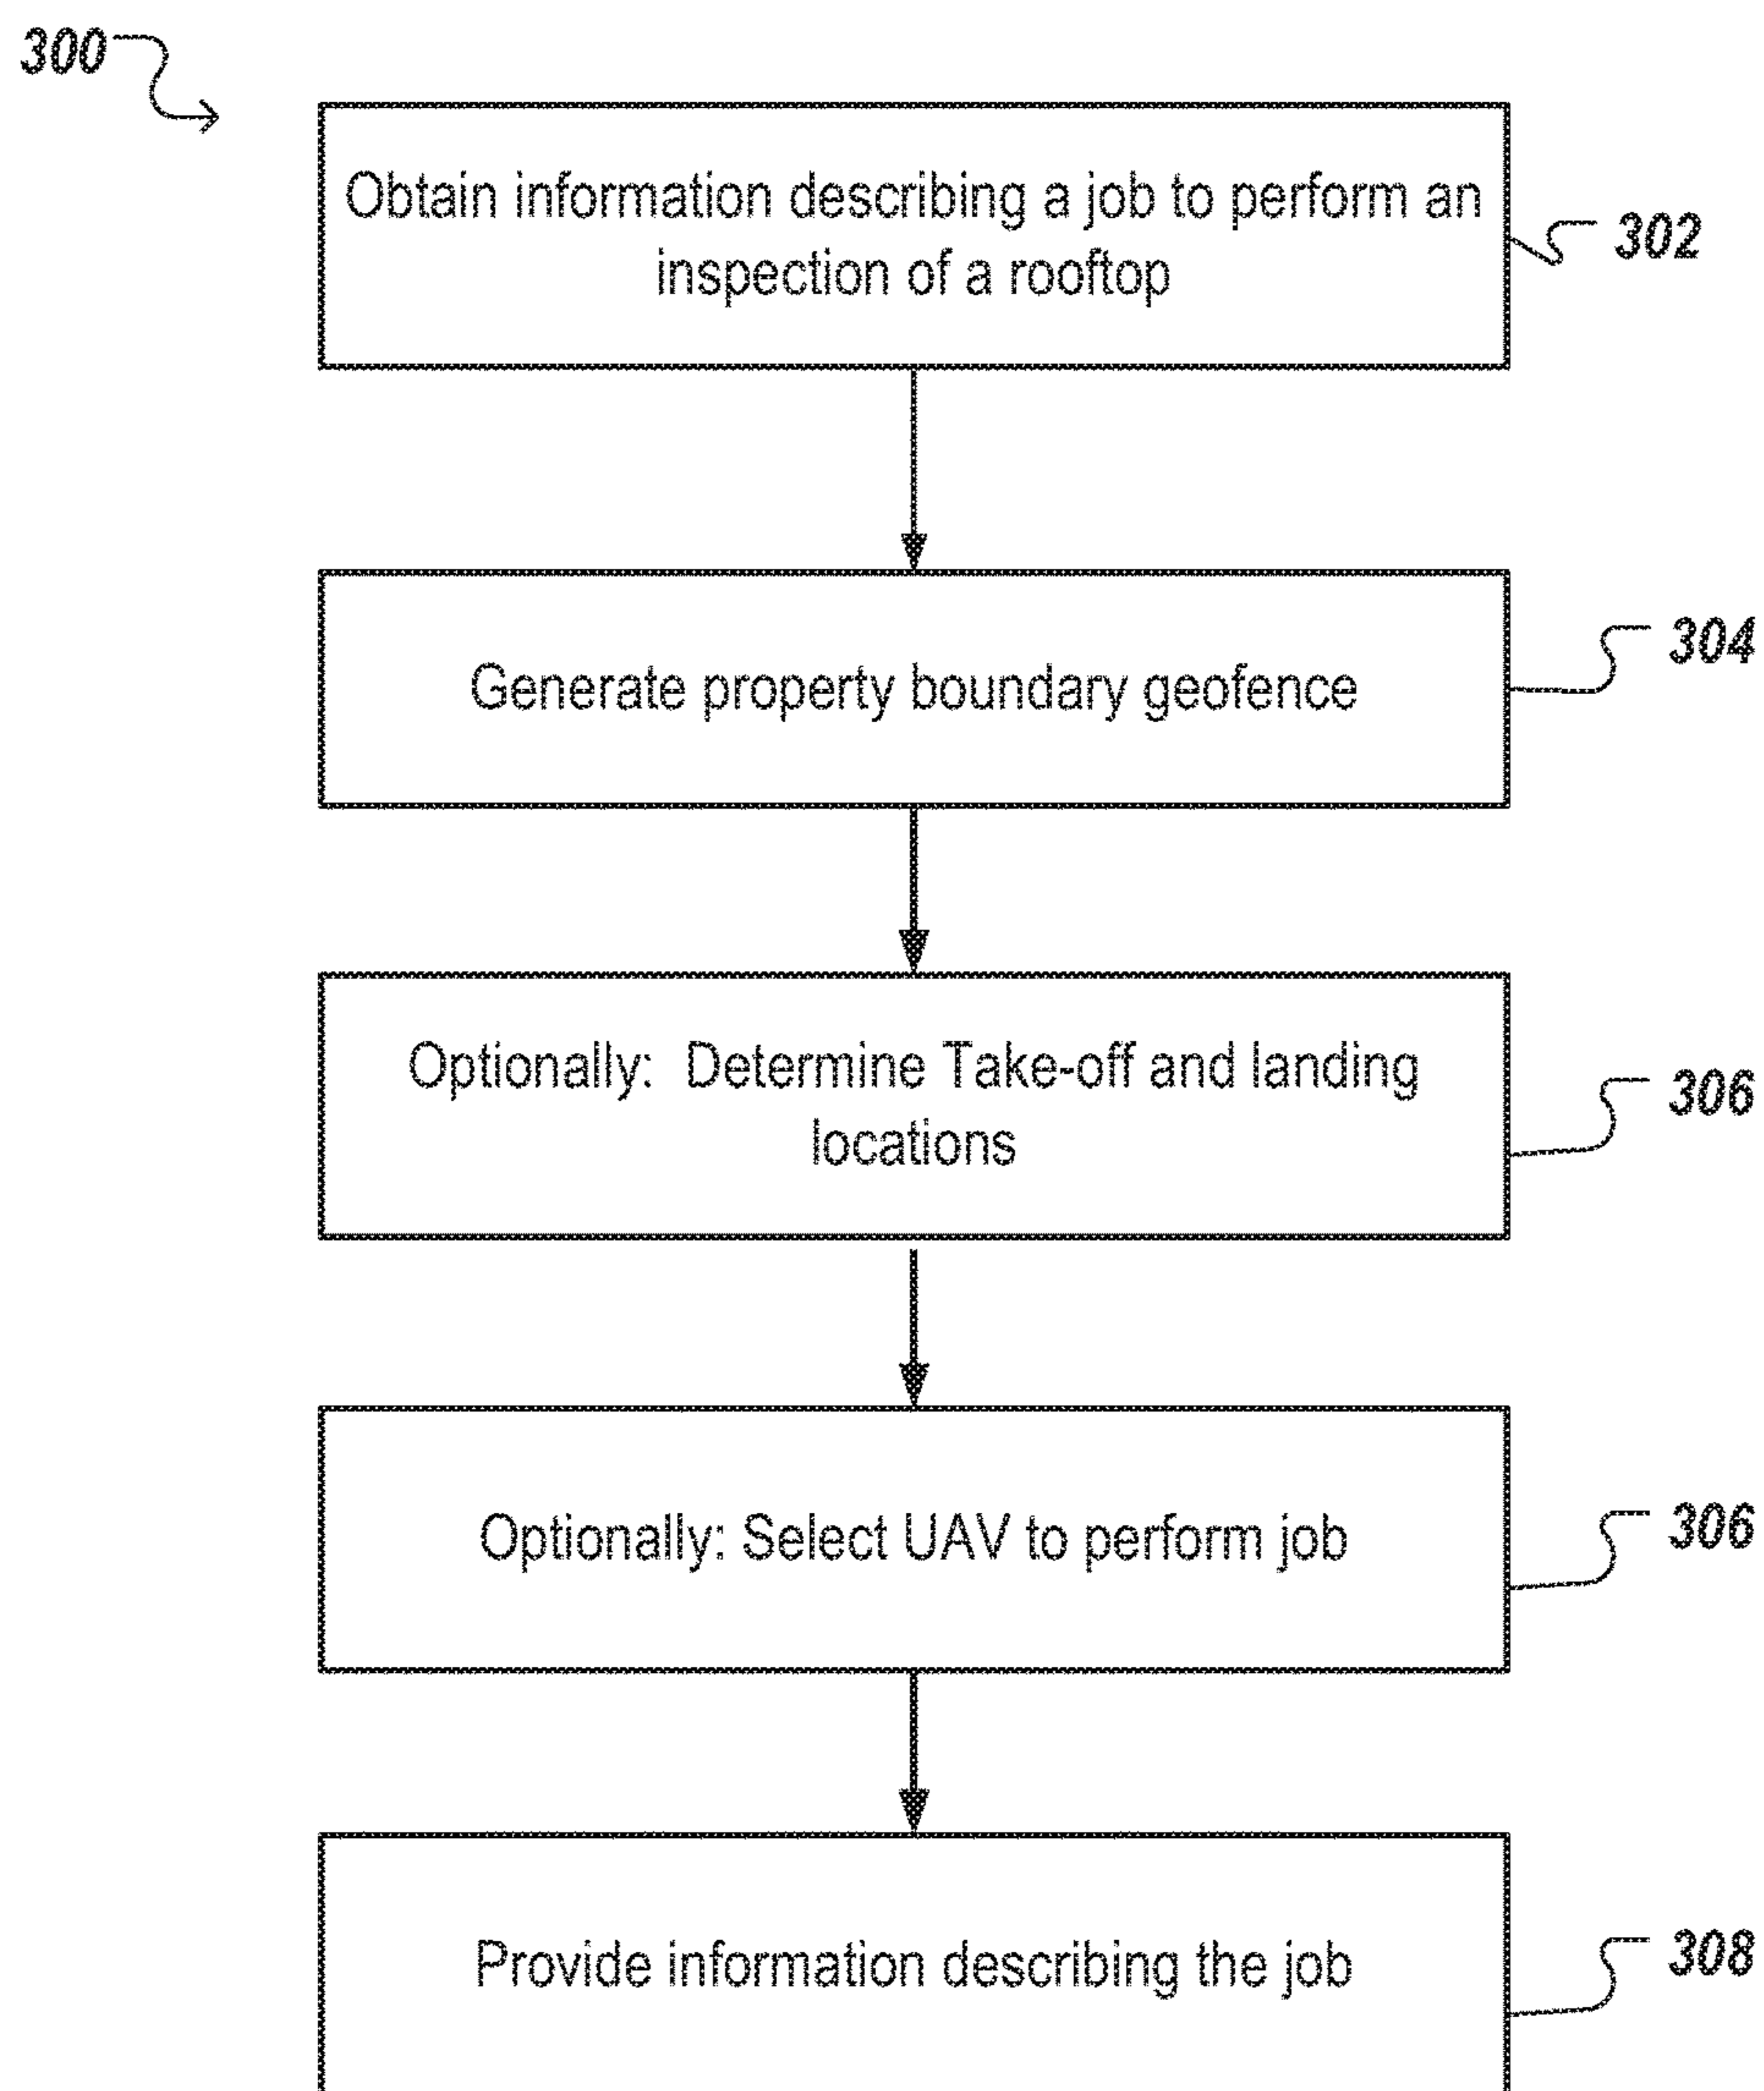 300
Obtain information describing a job to perform an
inspection of a rooftop
302
Generate property boundary geofence
304
Optionally: Determine Take-off and landing
locations
306
Optionally: Select UAV to perform job
306
Provide information describing the job
308